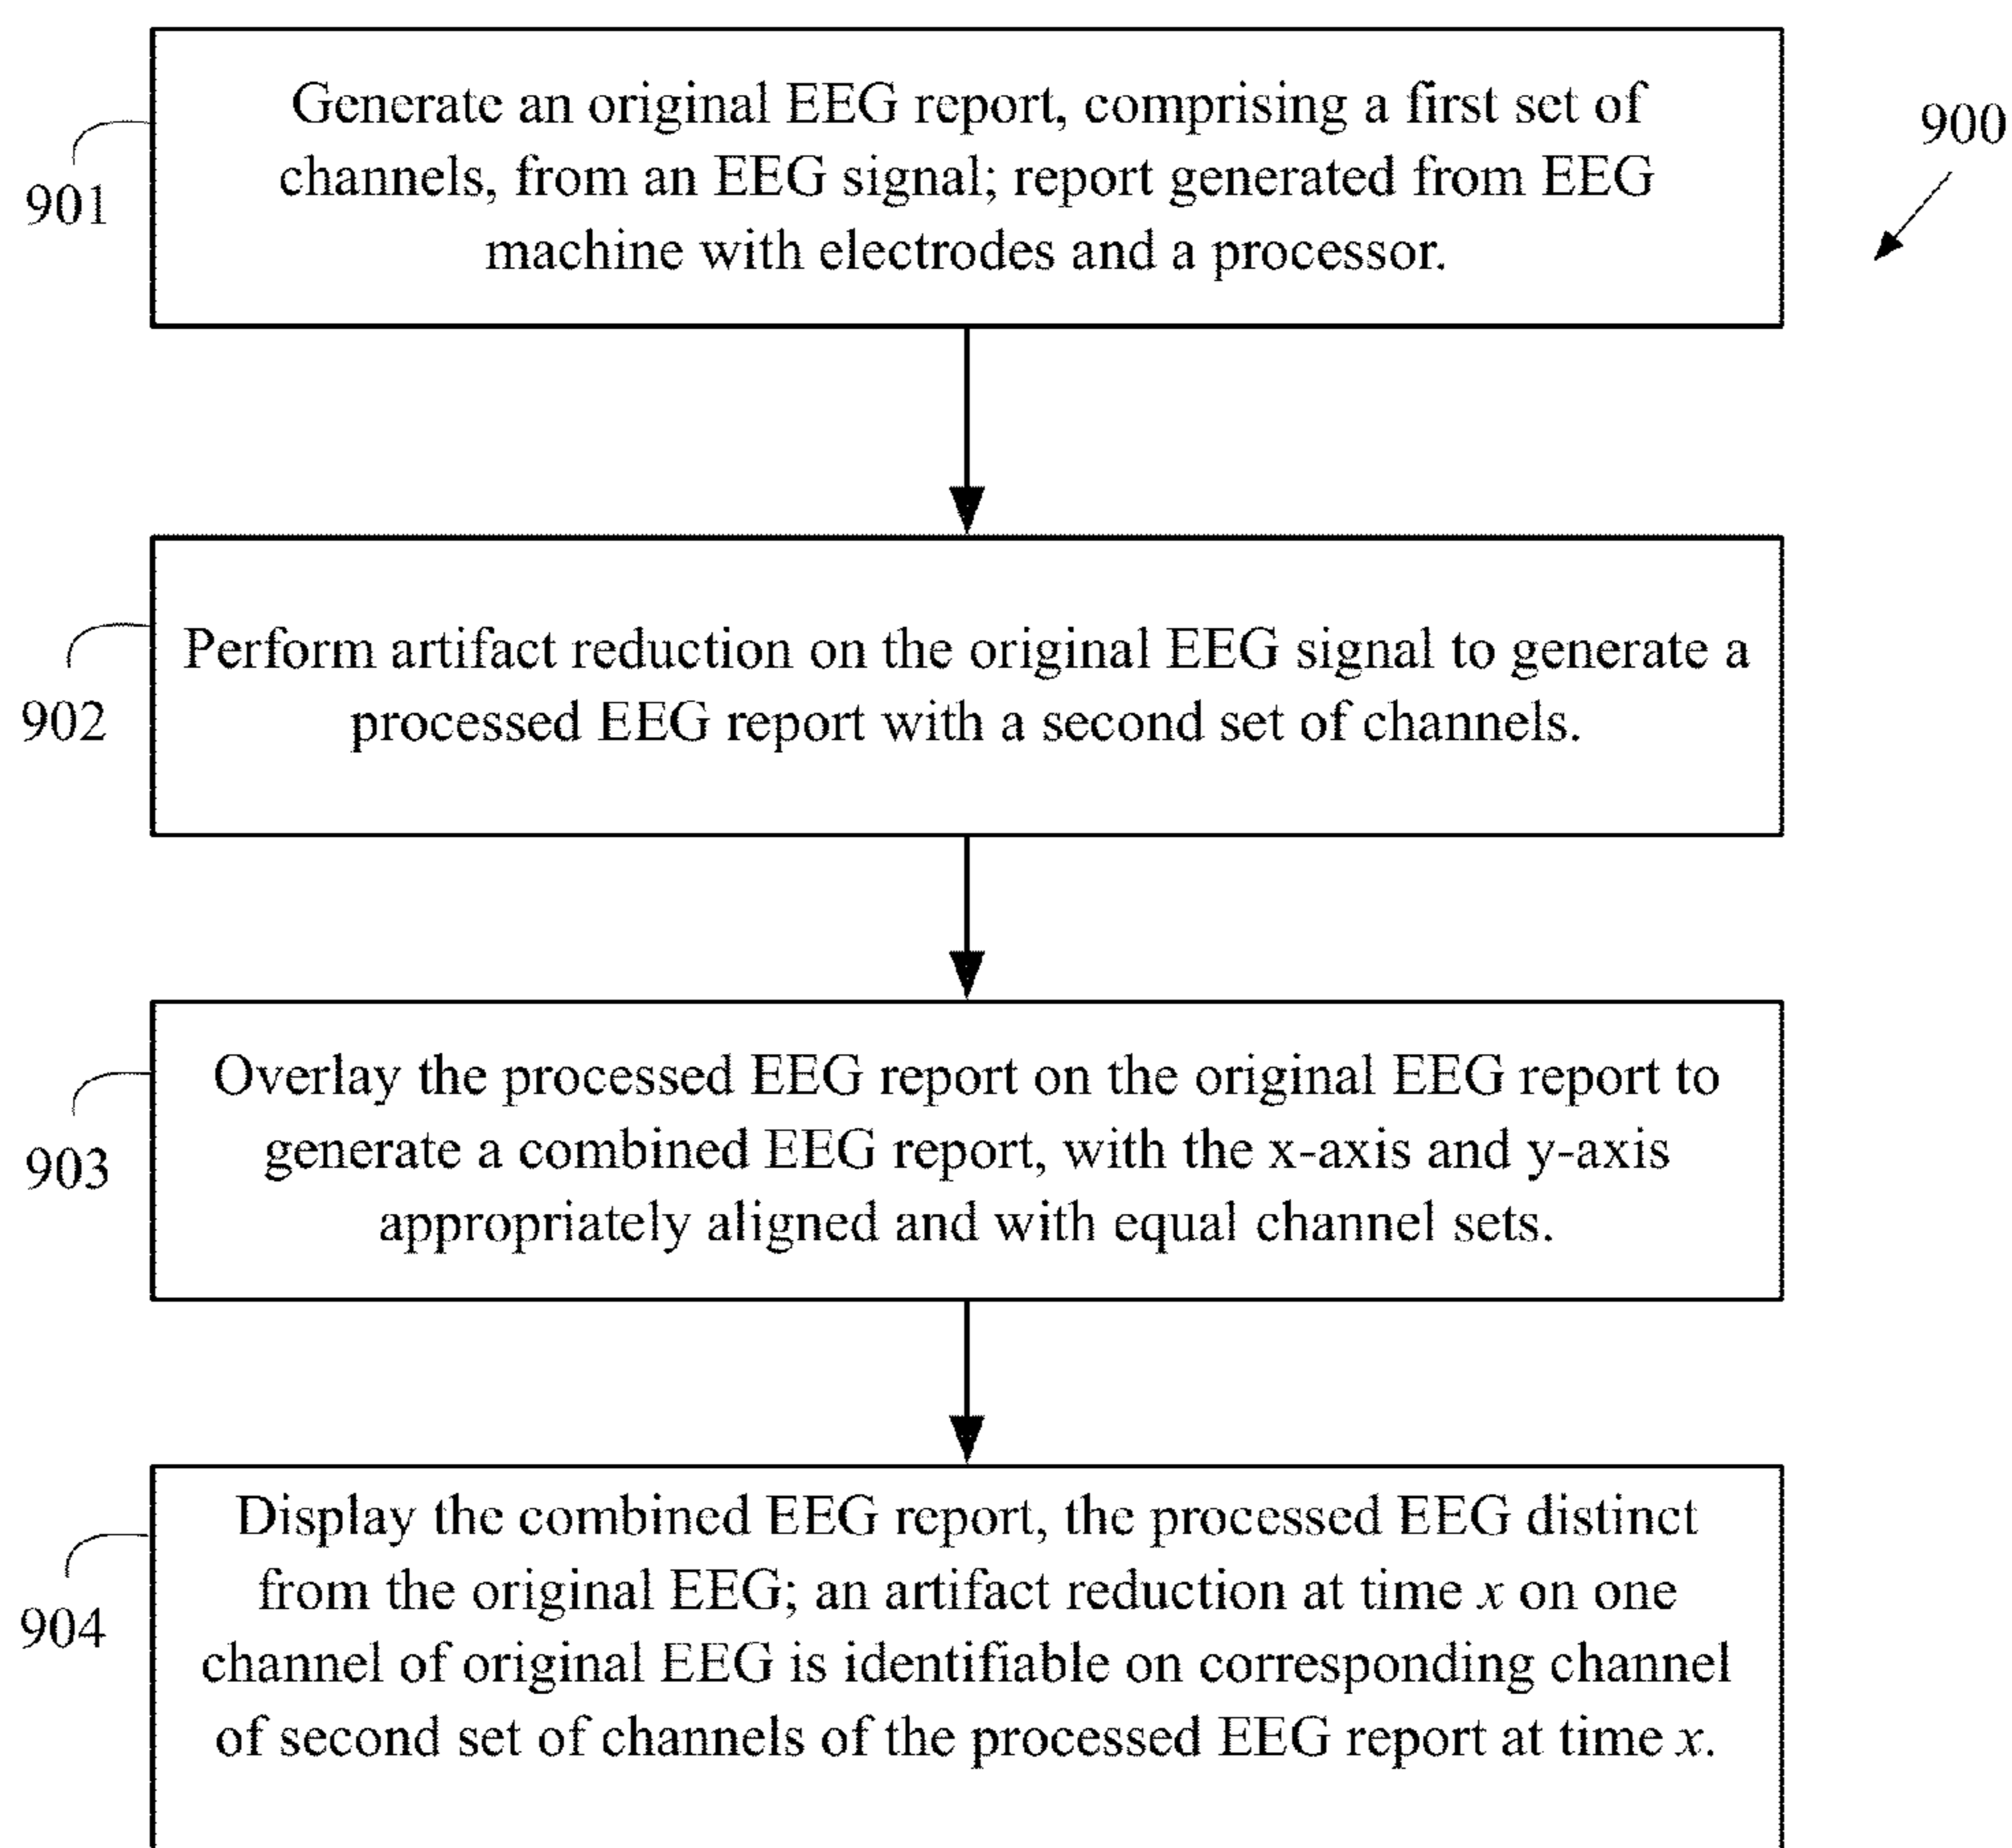 Generate an original EEG report, comprising a first set of
channels, from an EEG signal; report generated from EEG
machine with electrodes and a processor.
900
901
Perform artifact reduction on the original EEG signal to generate a
processed EEG report with a second set of channels.
902
Overlay the processed EEG report on the original EEG report to
generate a combined EEG report, with the x-axis and y-axis
appropriately aligned and with equal channel sets.
903
Display the combined EEG report, the processed EEG distinct
from the original EEG; an artifact reduction at time x on one
channel of original EEG is identifiable on corresponding channel
of second set of channels of the processed EEG report at time x.
904